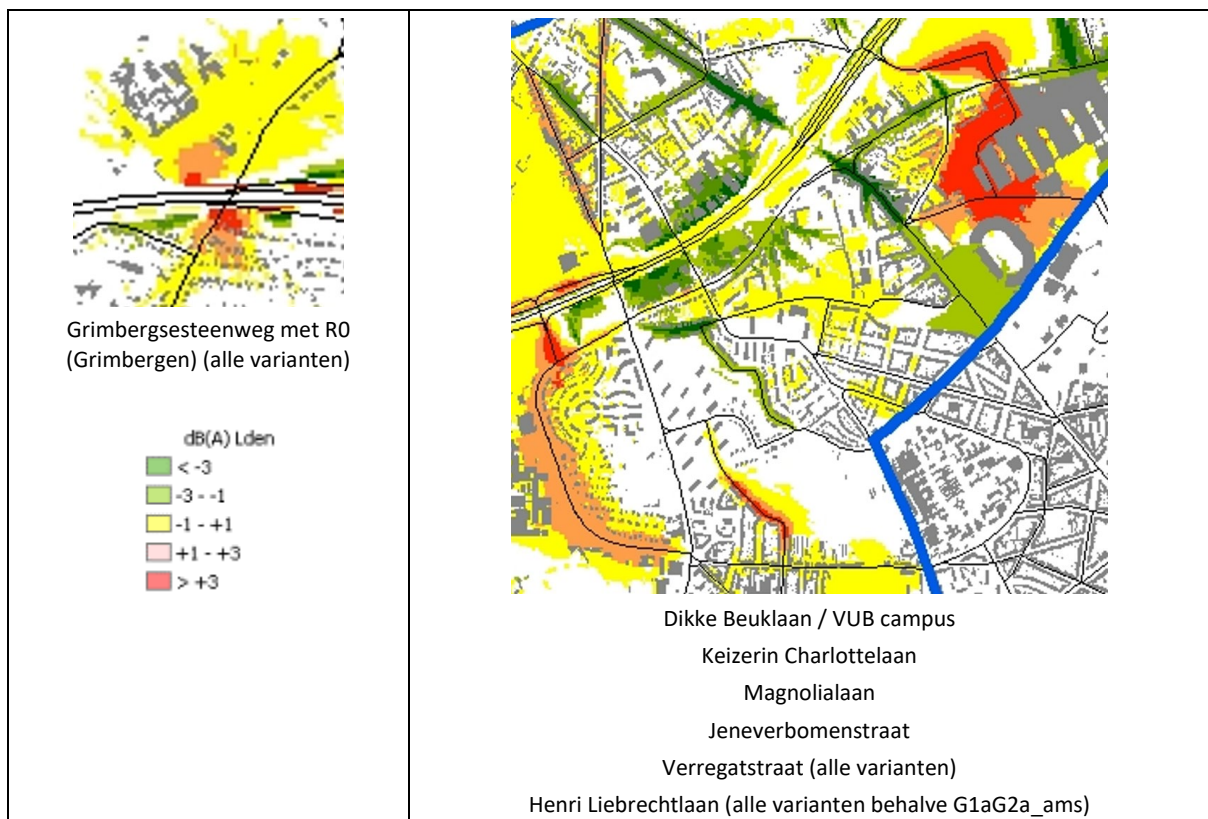 Grimbergsesteenweg met R0
(Grimbergen) (alle varianten)
dB(A) Lden
< -3
-3 - -1
-1 - +1
+1 - +3
> +3
Dikke Beuklaan / VUB campus
Keizerin Charlottelaan
Magnolialaan
Jeneverbomenstraat
Verregatstraat (alle varianten)
Henri Liebrechtlaan (alle varianten behalve G1aG2a_ams)